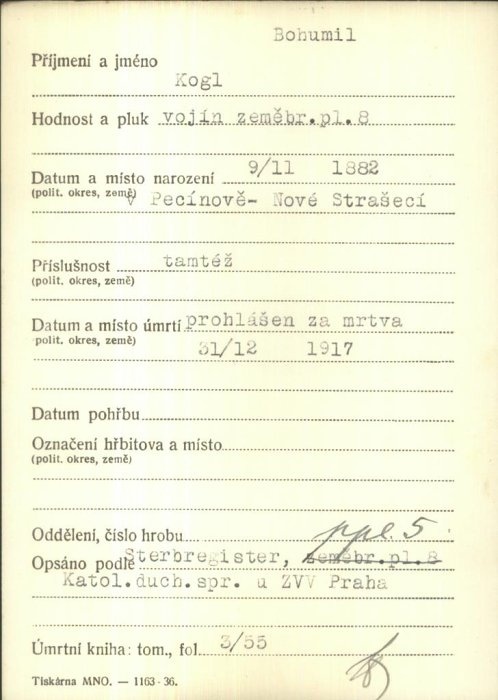 Bohumil
Příjmení a jméno
Kogl
Hodnost a pluk vojín zeměbr.pl.8
Datum a místo narození 9/11 1882
(polit. okres, země) v Pecínově- Nové Strašecí
Příslušnost tamtéž
(polit. okres, země)
Datum a místo úmrtí prohlášen za mrtva
polit. okres, země) 31/12 1917
Datum pohřbu
Označení hřbitova a místo
(polit. okres, země)
Oddělení, číslo hrobu ppl. 5
Opsáno podle Sterbregister, zeměbr.pl.8
Katol.duch.spr. u ZVV Praha
Úmrtní kniha: tom., fol. 3/55
Tiskárna MNO. — 1163-36.